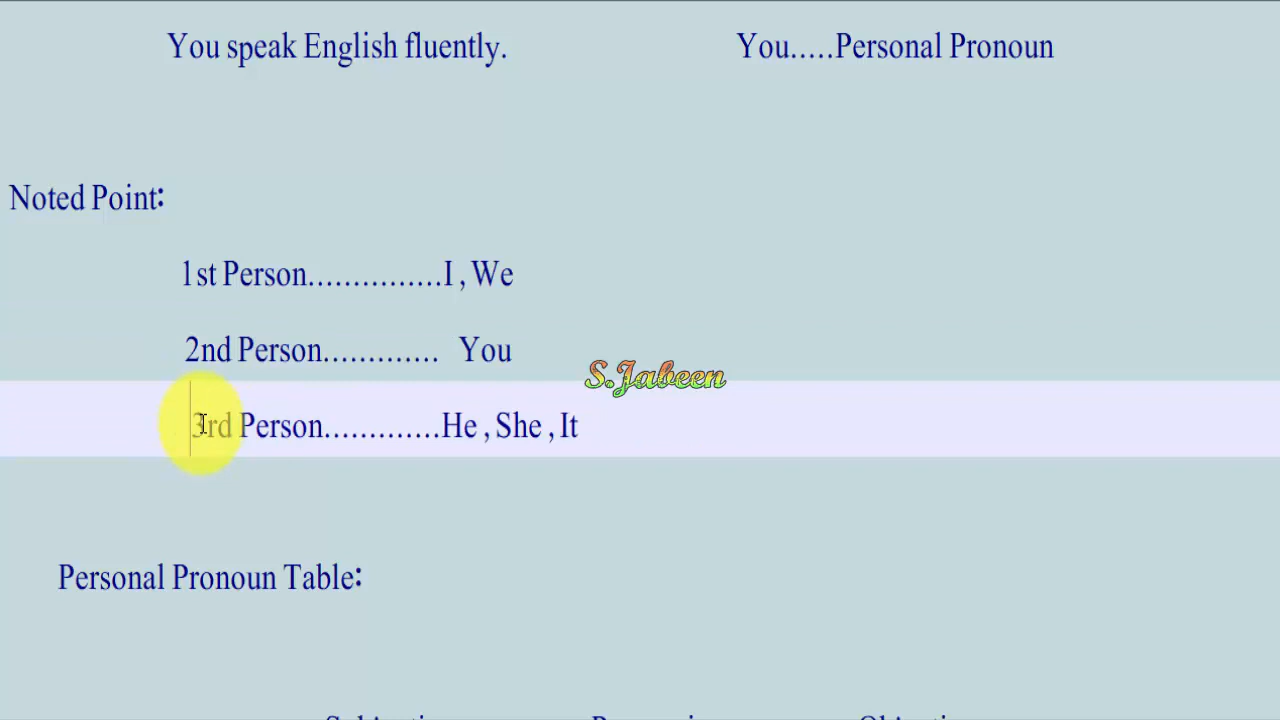 You speak English fluently. You.....Personal Pronoun
Noted Point:
1st Person...............I , We
2nd Person............. You
S.Jabeen
3rd Person.............He , She , It
Personal Pronoun Table: